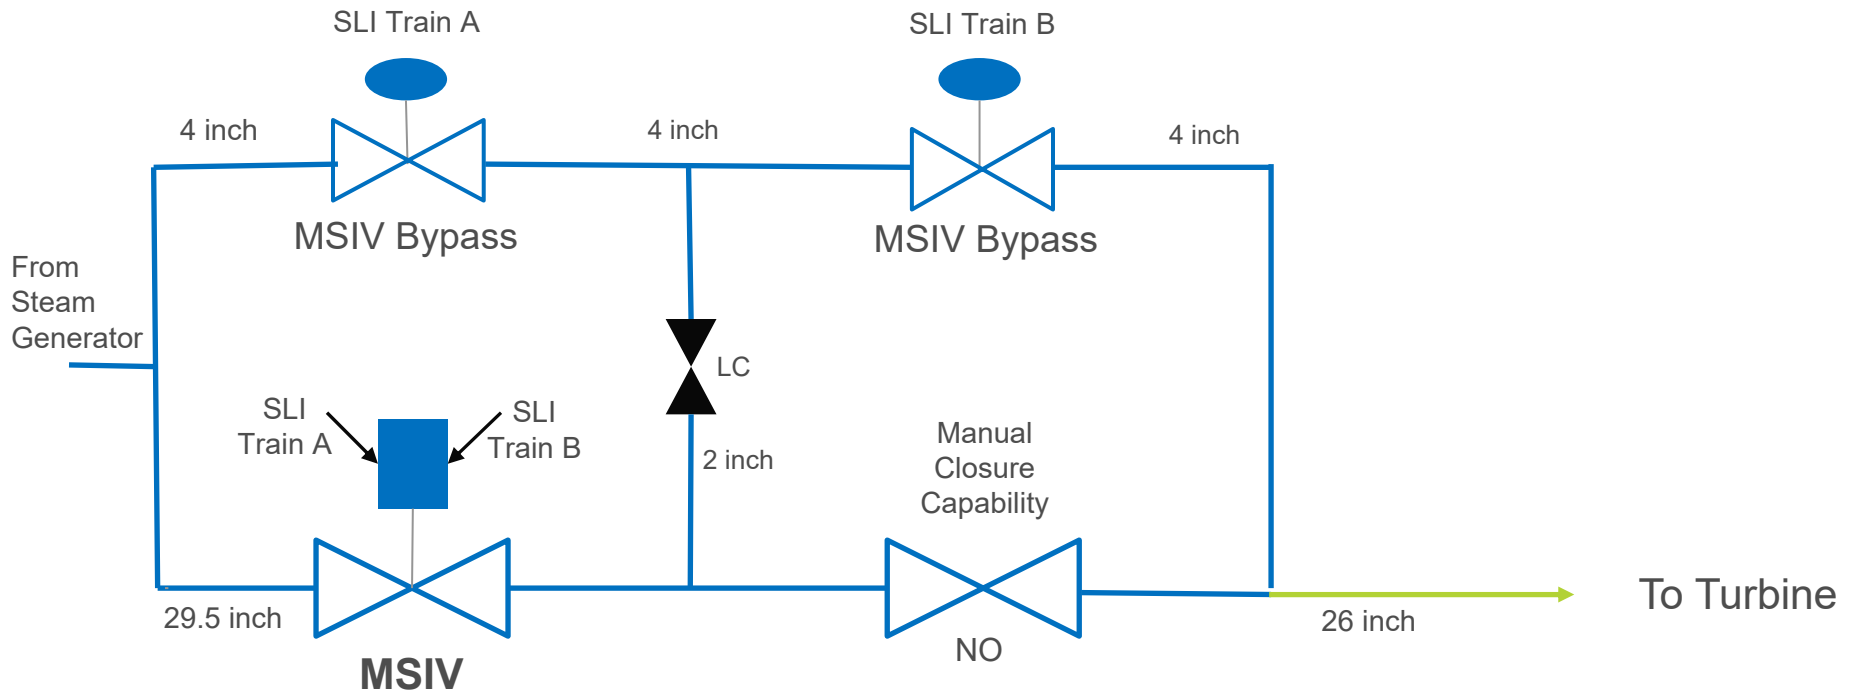 SLI Train A
SLI Train B
4 inch
4 inch
4 inch
MSIV Bypass
MSIV Bypass
From
Steam
Generator
LC
SLI
Train A
SLI
Train B
2 inch
Manual
Closure
Capability
29.5 inch
MSIV
NO
26 inch
To Turbine